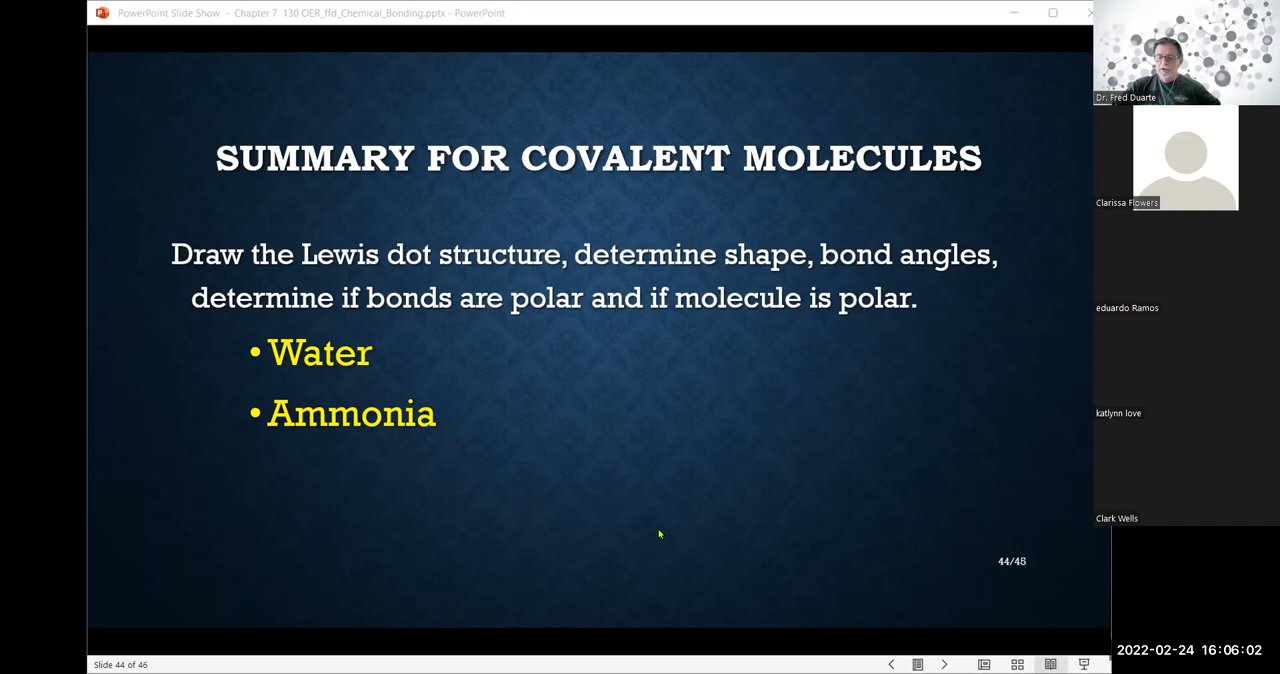 PowerPoint Slide Show - Chapter 7 130 OER_ffd_Chemical_Bonding.pptx - PowerPoint
SUMMARY FOR COVALENT MOLECULES
Draw the Lewis dot structure, determine shape, bond angles,
determine if bonds are polar and if molecule is polar.
• Water
• Ammonia
44/45
Slide 44 of 46
Dr. Fred Duarte
Clarissa Flowers
eduardo Ramos
katlynn love
Clark Wells
2022-02-24 16:06:02